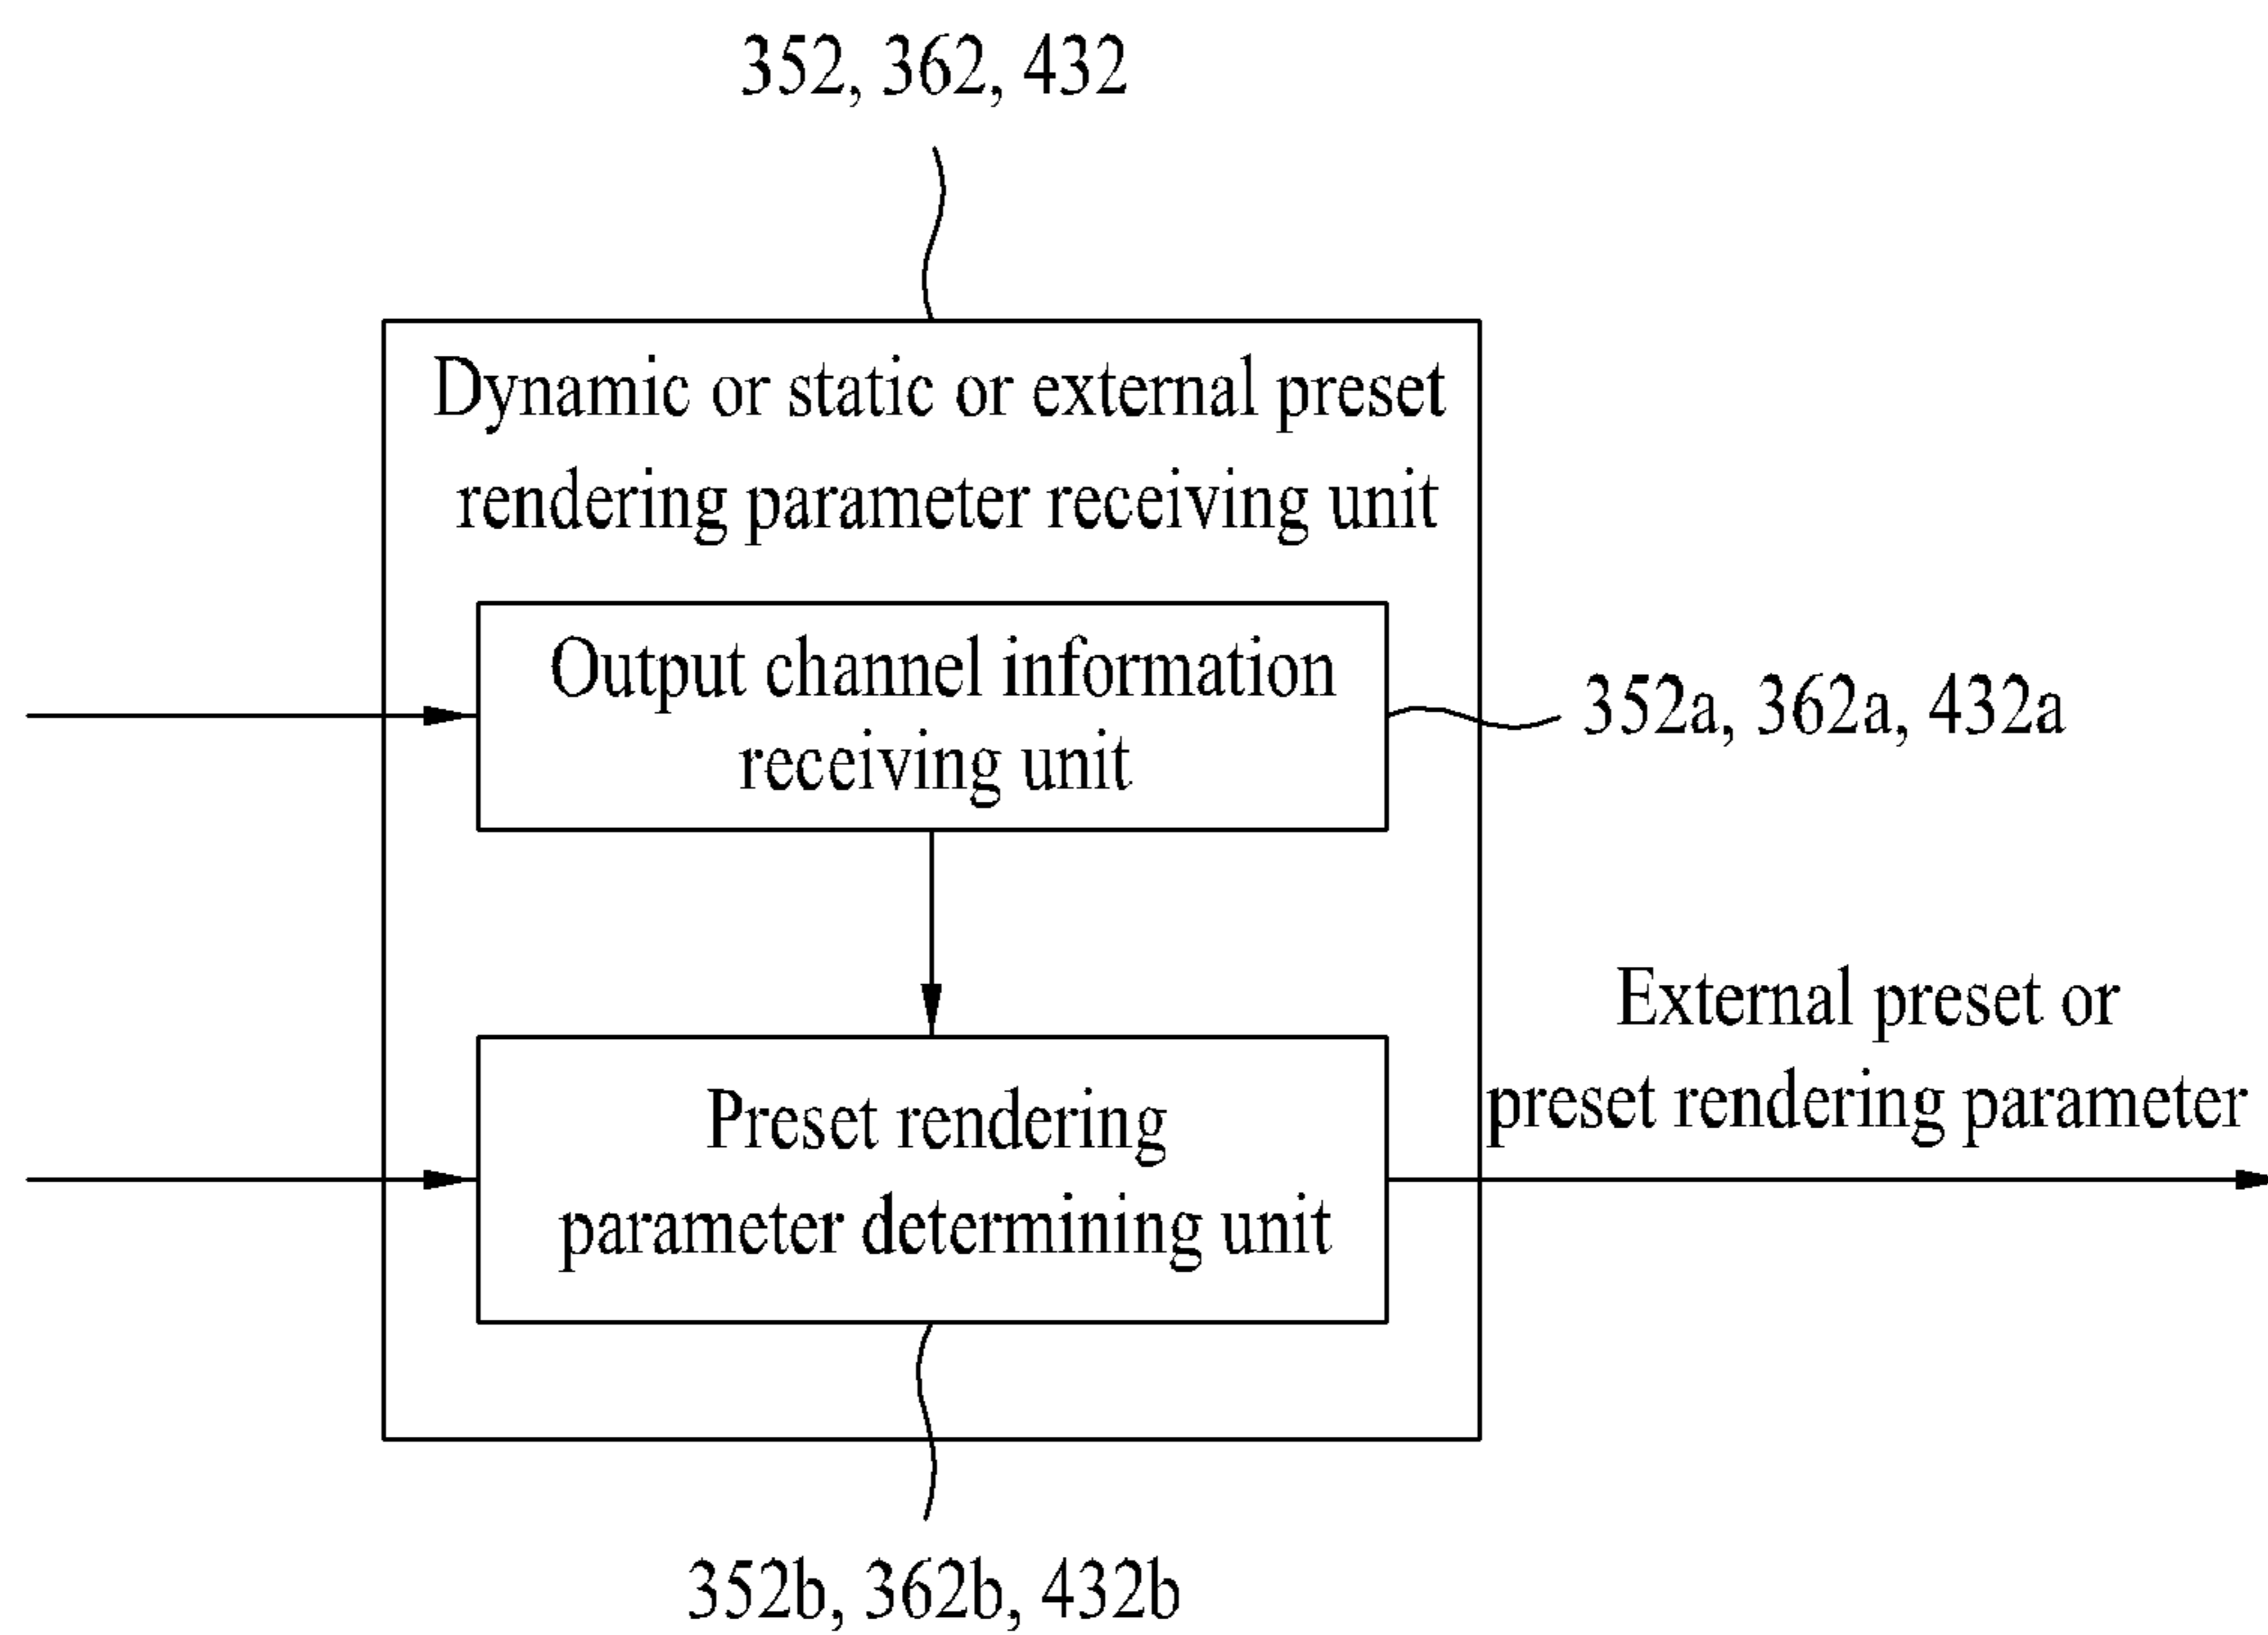 352, 362, 432
Dynamic or static or external preset
rendering parameter receiving unit
Output channel information
receiving unit
352a, 362a, 432a
External preset or
preset rendering parameter
Preset rendering
parameter determining unit
352b, 362b, 432b